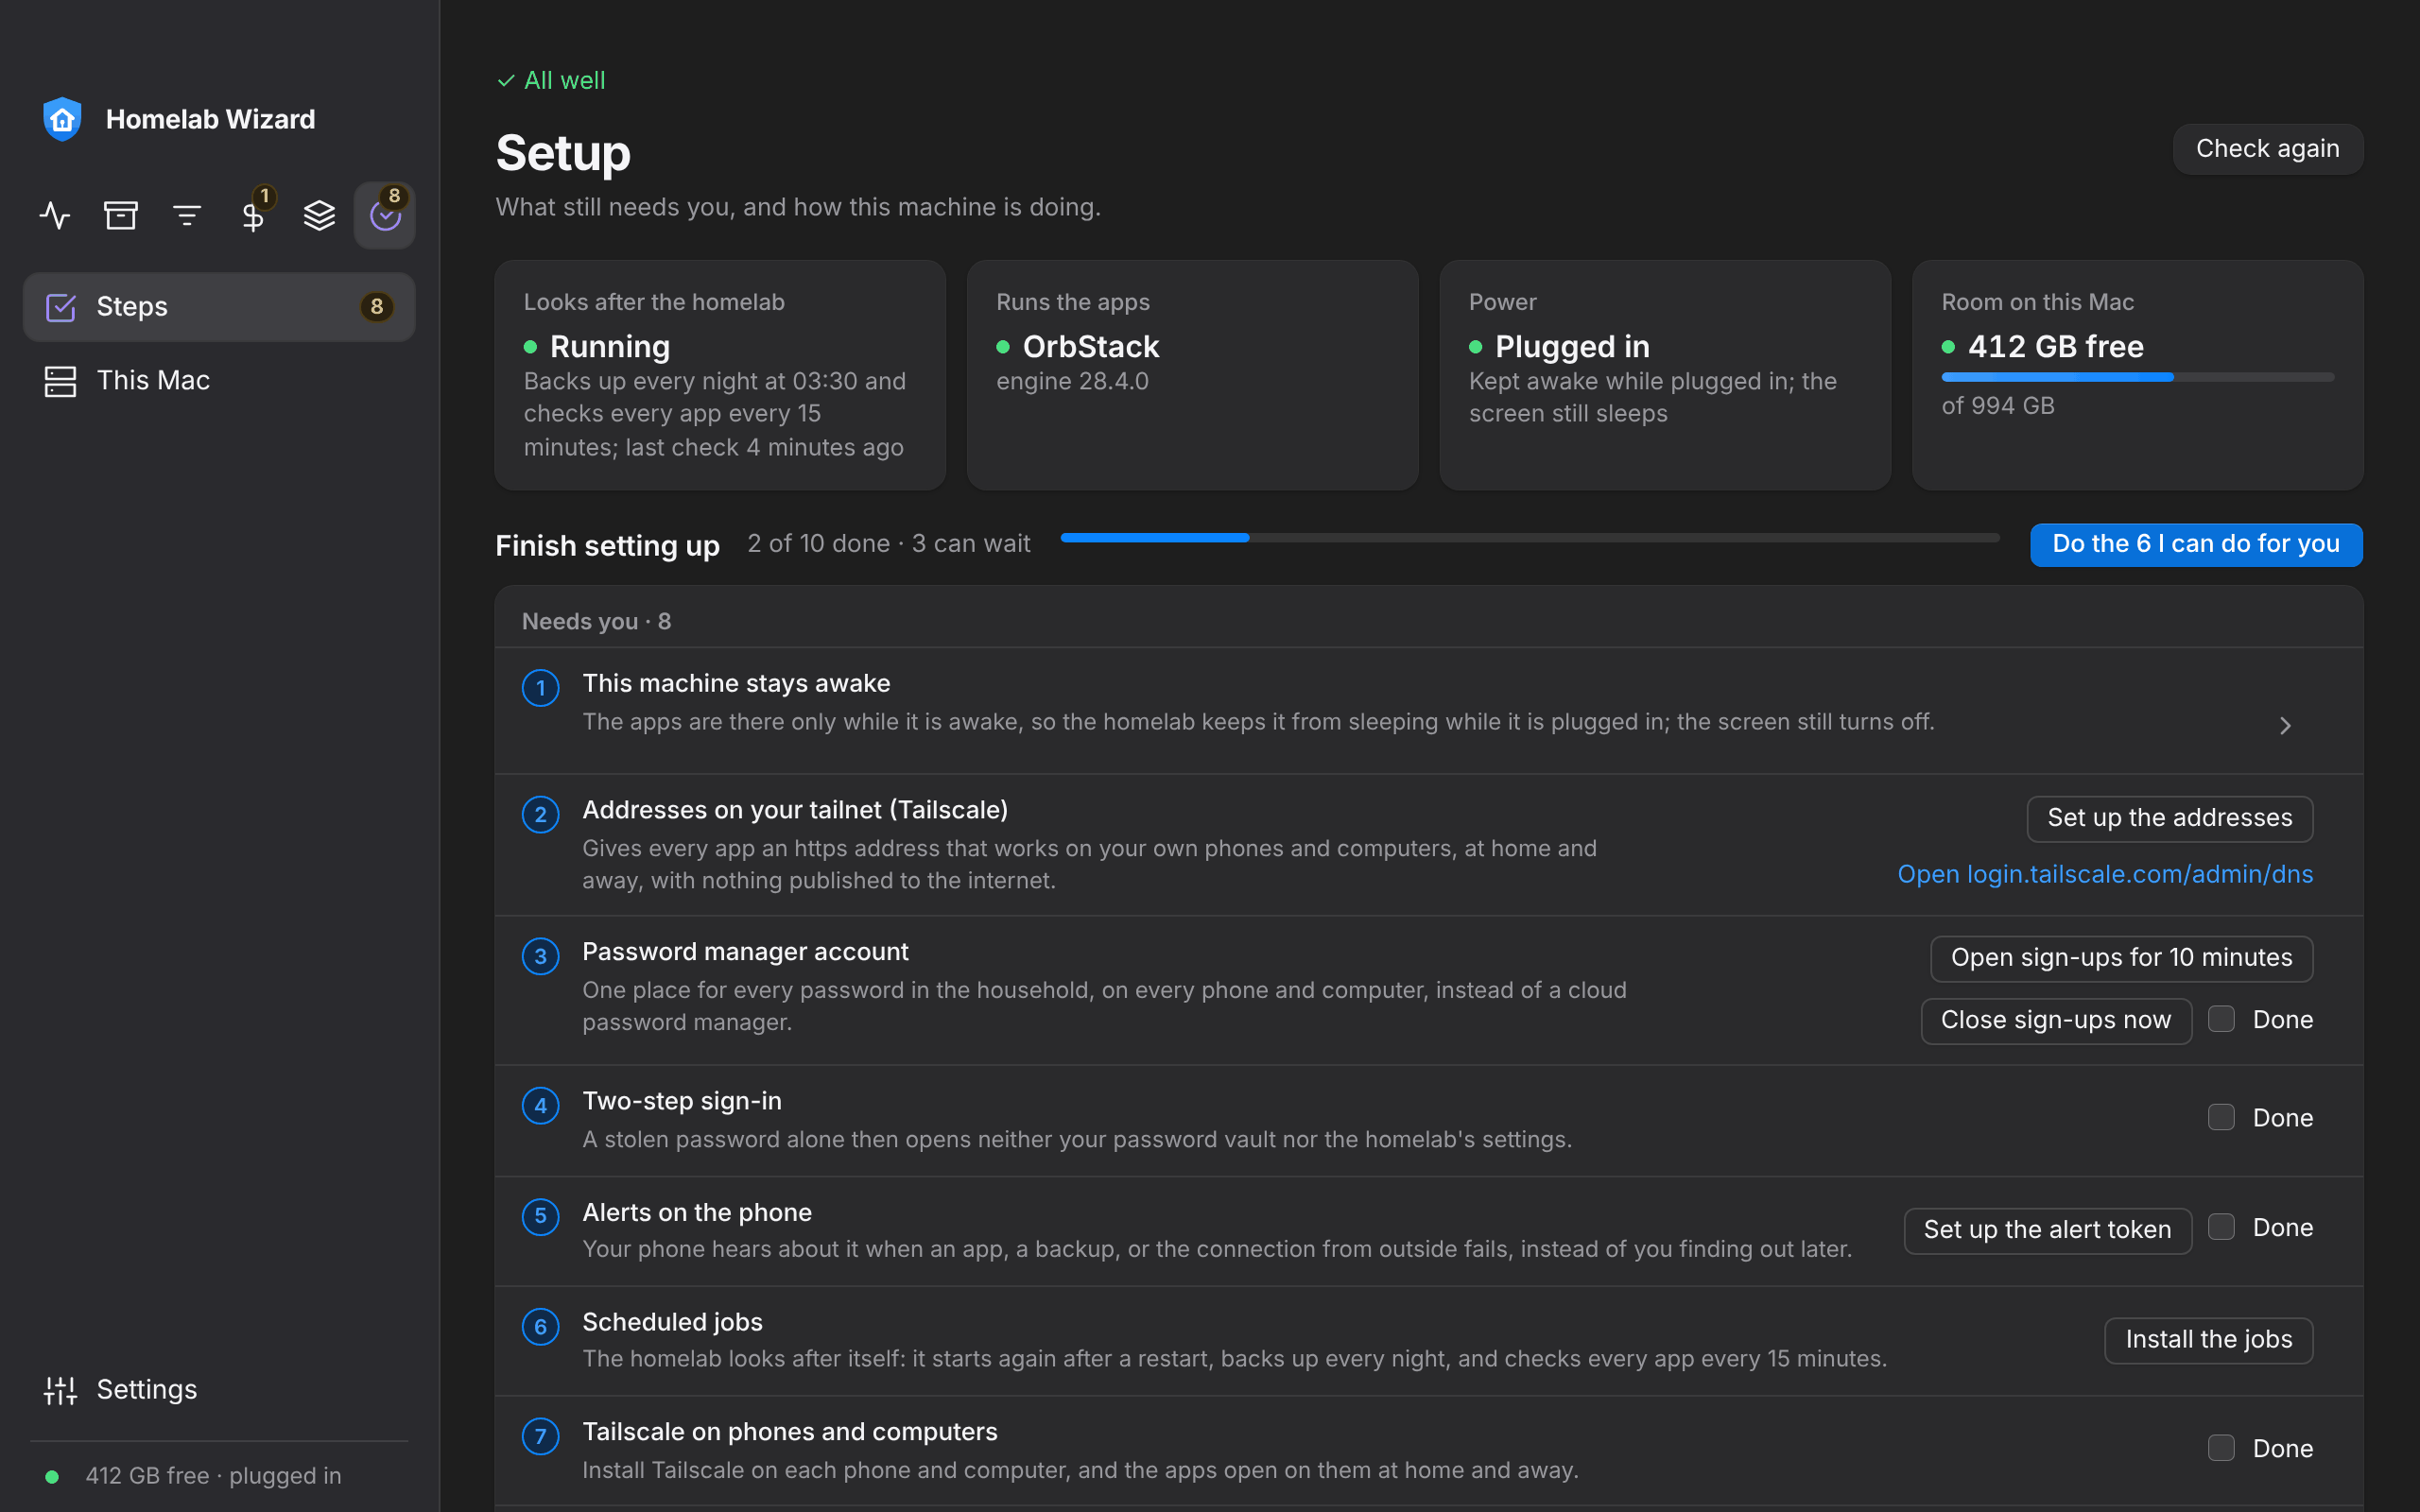 Homelab Wizard
1
8
Steps
8
This Mac
Settings
412 GB free · plugged in
All well
Setup
Check again
What still needs you, and how this machine is doing.
Looks after the homelab
Running
Backs up every night at 03:30 and
checks every app every 15
minutes; last check 4 minutes ago
Runs the apps
OrbStack
engine 28.4.0
Power
Plugged in
Kept awake while plugged in; the
screen still sleeps
Room on this Mac
412 GB free
of 994 GB
Finish setting up
2 of 10 done · 3 can wait
Do the 6 I can do for you
Needs you · 8
1
This machine stays awake
The apps are there only while it is awake, so the homelab keeps it from sleeping while it is plugged in; the screen still turns off.
2
Addresses on your tailnet (Tailscale)
Gives every app an https address that works on your own phones and computers, at home and
away, with nothing published to the internet.
Set up the addresses
Open login.tailscale.com/admin/dns
3
Password manager account
One place for every password in the household, on every phone and computer, instead of a cloud
password manager.
Open sign-ups for 10 minutes
Close sign-ups now
Done
4
Two-step sign-in
A stolen password alone then opens neither your password vault nor the homelab's settings.
Done
5
Alerts on the phone
Your phone hears about it when an app, a backup, or the connection from outside fails, instead of you finding out later.
Set up the alert token
Done
6
Scheduled jobs
The homelab looks after itself: it starts again after a restart, backs up every night, and checks every app every 15 minutes.
Install the jobs
7
Tailscale on phones and computers
Install Tailscale on each phone and computer, and the apps open on them at home and away.
Done